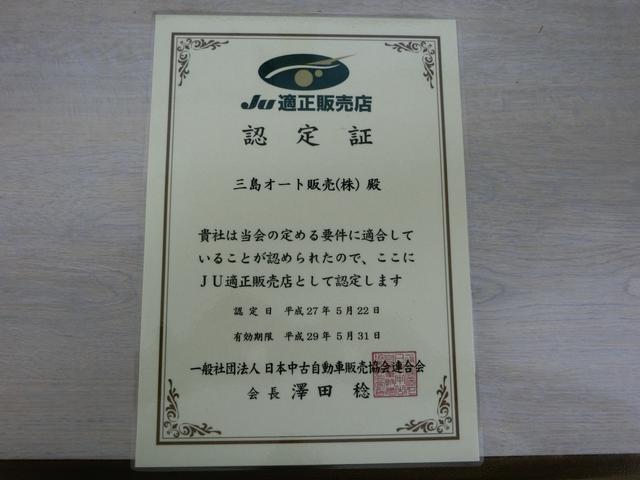 JU適正販売店
認定証
三島オート販売(株) 殿
貴社は当会の定める要件に適合して
いることが認められたので、ここに
JU適正販売店として認定します
認定日 平成27年5月22日
有効期限 平成29年5月31日
一般社団法人 日本中古自動車販売協会連合会
会長 澤田 稔